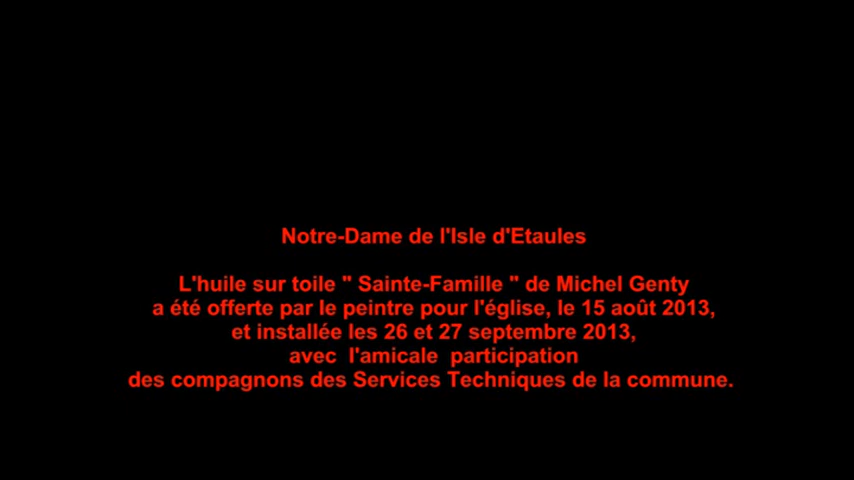 Notre-Dame de l'Isle d'Etaules
L'huile sur toile " Sainte-Famille " de Michel Genty
a été offerte par le peintre pour l'église, le 15 août 2013,
et installée les 26 et 27 septembre 2013,
avec l'amicale participation
des compagnons des Services Techniques de la commune.